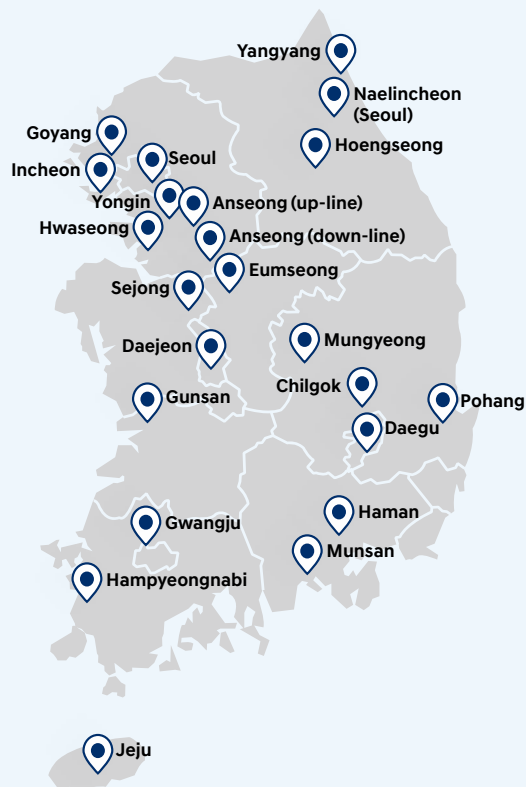 Yangyang
Naelincheon
(Seoul)
Goyang
Hoengseong
Seoul
Incheon
Yongin
Anseong (up-line)
Hwaseong
Anseong (down-line)
Eumseong
Sejong
Mungyeong
Daejeon
Chilgok
Gunsan
Pohang
Daegu
Haman
Gwangju
Munsan
Hampyeongnabi
Jeju